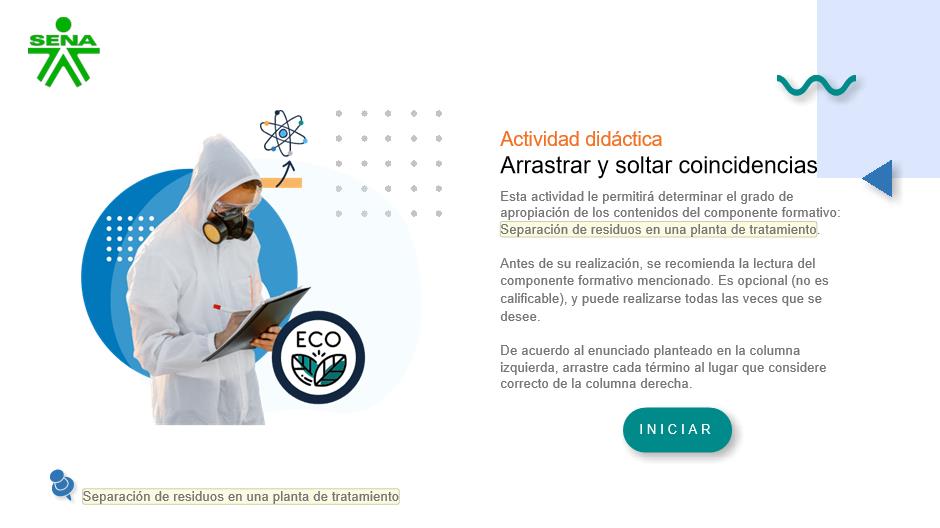 SENA
Actividad didáctica
Arrastrar y soltar coincidencias
Esta actividad le permitirá determinar el grado de
apropiación de los contenidos del componente formativo:
Separación de residuos en una planta de tratamiento.
Antes de su realización, se recomienda la lectura del
componente formativo mencionado. Es opcional (no es
calificable), y puede realizarse todas las veces que se
desee.
De acuerdo al enunciado planteado en la columna
izquierda, arrastre cada término al lugar que considere
correcto de la columna derecha.
ECO
INICIAR
Separación de residuos en una planta de tratamiento